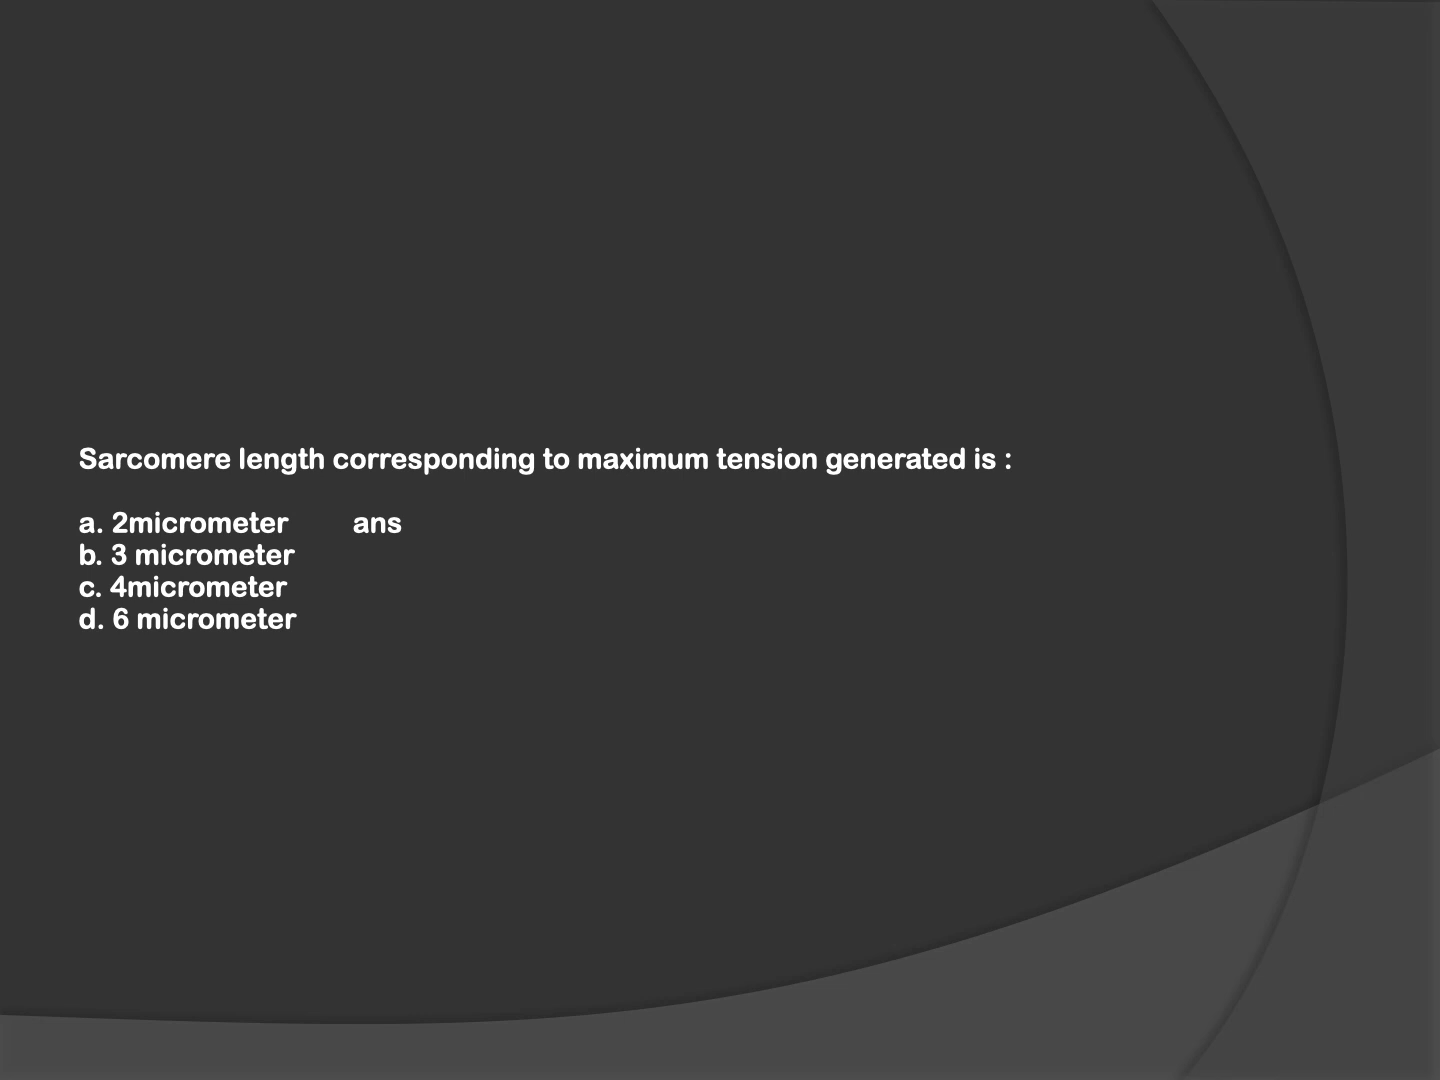 Sarcomere length corresponding to maximum tension generated is :
a. 2micrometer ans
b. 3 micrometer
c. 4micrometer
d. 6 micrometer